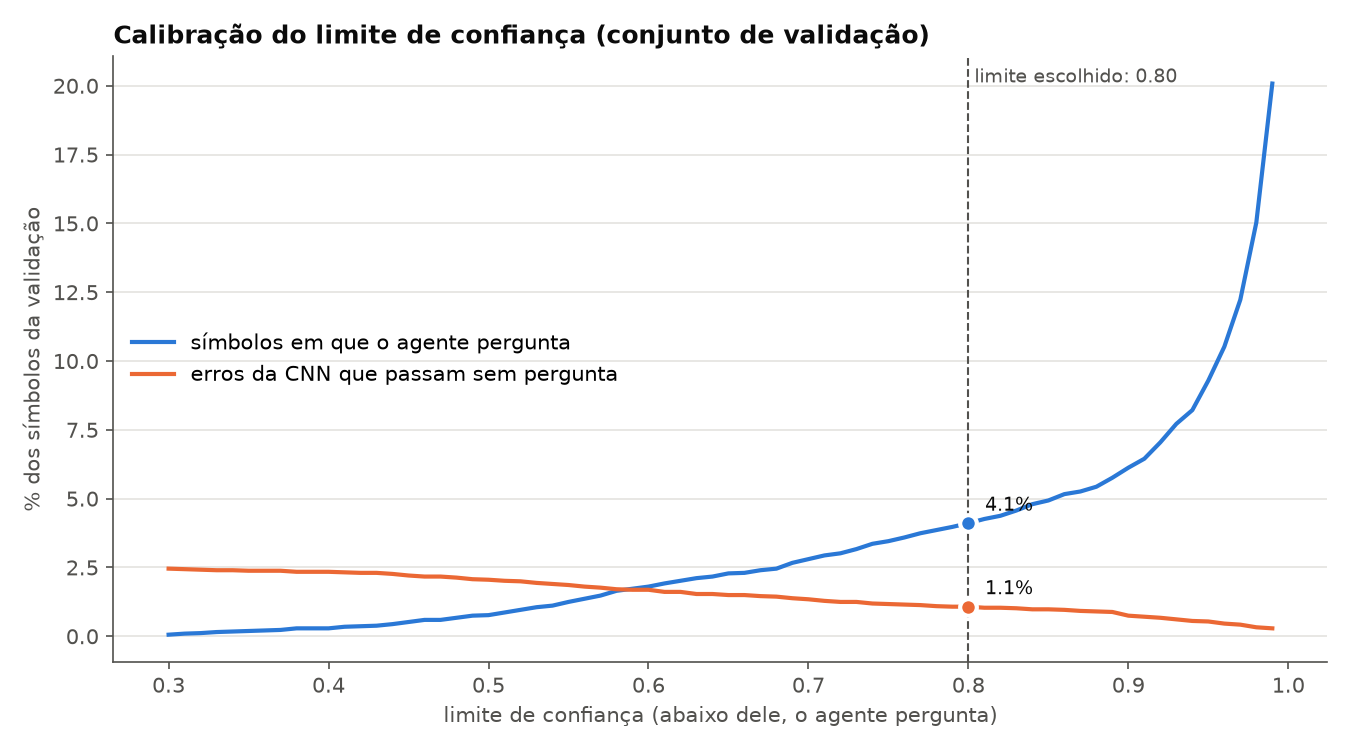 Calibração do limite de confiança (conjunto de validação)
limite escolhido: 0.80
% dos símbolos da validação
20.0
17.5
15.0
12.5
10.0
7.5
5.0
2.5
0.0
símbolos em que o agente pergunta
erros da CNN que passam sem pergunta
4.1%
1.1%
0.3 0.4 0.5 0.6 0.7 0.8 0.9 1.0
limite de confiança (abaixo dele, o agente pergunta)